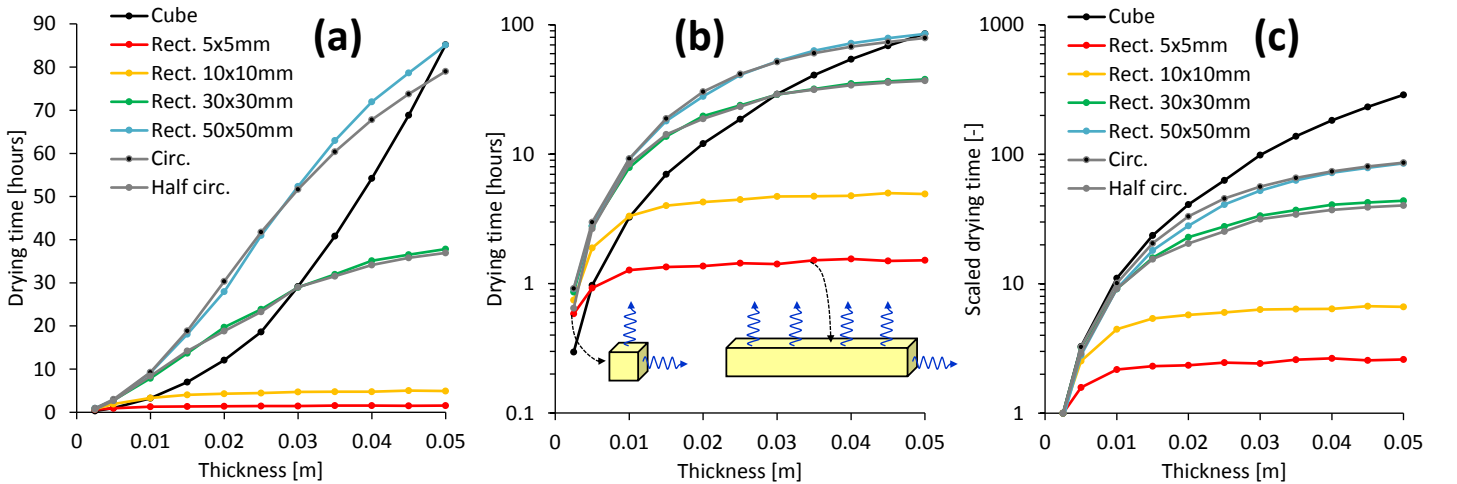 (a)
Cube
Rect. 5x5mm
Rect. 10x10mm
Rect. 30x30mm
Rect. 50x50mm
Circ.
Half circ.
Drying time [hours]
90
80
70
60
50
40
30
20
10
0
0
0.01
0.02
0.03
0.04
0.05
Thickness [m]
(b)
Drying time [hours]
100
10
1
0.1
0
0.01
0.02
0.03
0.04
0.05
Thickness [m]
(c)
Cube
Rect. 5x5mm
Rect. 10x10mm
Rect. 30x30mm
Rect. 50x50mm
Circ.
Half circ.
Scaled drying time [-]
1000
100
10
1
0
0.01
0.02
0.03
0.04
0.05
Thickness [m]